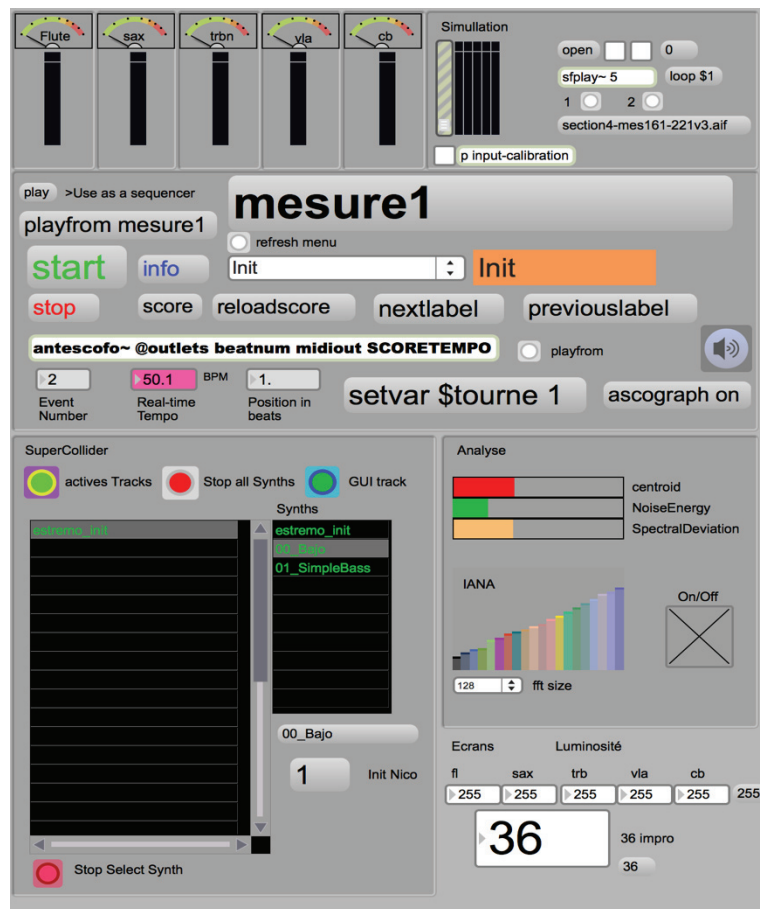 Flute sax trbn vla cb
Simullation
open 0
sfplay~ 5 loop $1
1 2
section4-mes161-221v3.aif
p input-calibration
play >Use as a sequencer
mesure1
playfrom mesure1
refresh menu
start info Init Init
stop score reloadscore nextlabel previouslabel
antescofo~ @outlets beatnum midiout SCORETEMPO playfrom
2 50.1 BPM 1.
Event Number
Real-time Tempo
Position in beats
setvar $tourne 1 ascograph on
SuperCollider
actives Tracks Stop all Synths GUI track
Synths
estremo_init
estremo_init
00_Bajo
01_SimpleBass
00_Bajo
1 Init Nico
Stop Select Synth
Analyse
centroid
NoiseEnergy
SpectralDeviation
IANA
On/Off
128 fft size
Ecrans Luminosité
fl sax trb vla cb
255 255 255 255 255 255
36 36 impro
36